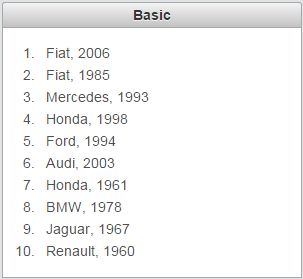 Basic
1. Fiat, 2006
2. Fiat, 1985
3. Mercedes, 1993
4. Honda, 1998
5. Ford, 1994
6. Audi, 2003
7. Honda, 1961
8. BMW, 1978
9. Jaguar, 1967
10. Renault, 1960